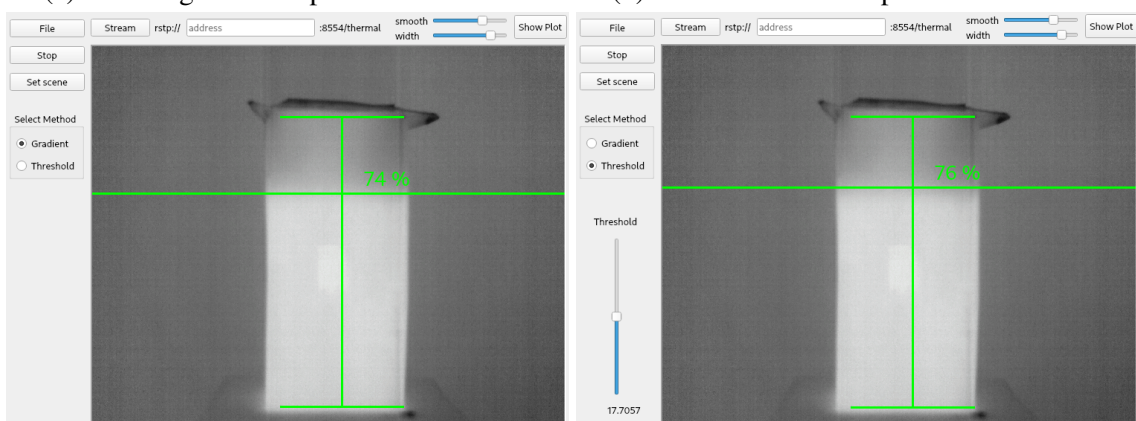 File
Stream
rstp://
address
:8554/thermal
smooth
width
Show Plot
Stop
Set scene
Select Method
Gradient
Threshold
74 %
File
Stream
rstp://
address
:8554/thermal
smooth
width
Show Plot
Stop
Set scene
Select Method
Gradient
Threshold
Threshold
17.7057
76 %